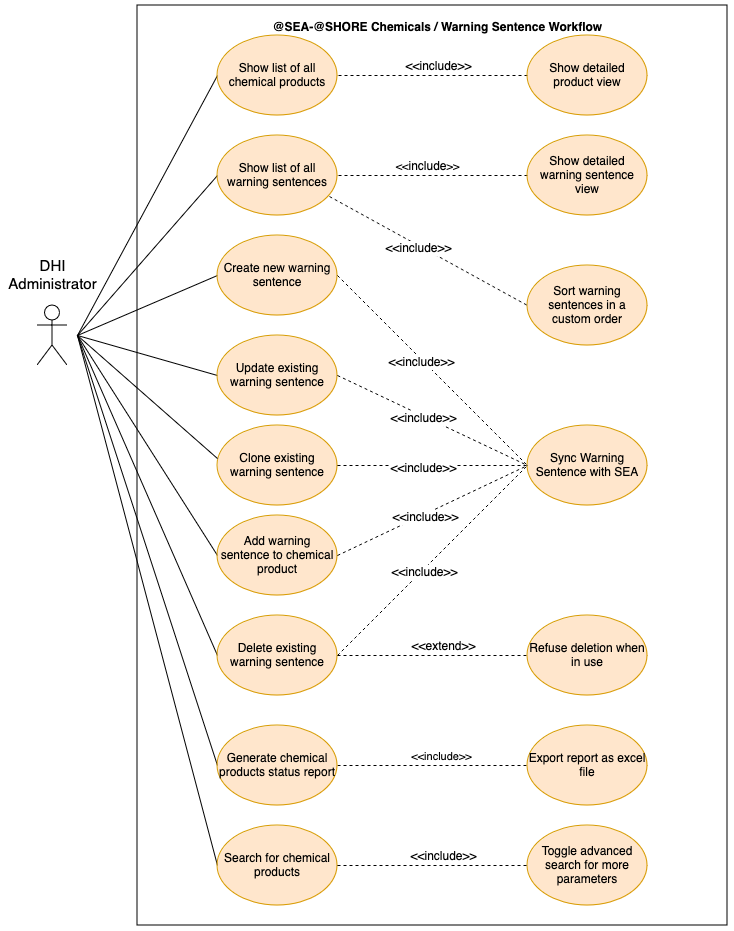 @SEA-@SHORE Chemicals / Warning Sentence Workflow
Show list of all
chemical products
<<include>>
Show detailed
product view
Show list of all
warning sentences
<<include>>
Show detailed
warning sentence
view
<<include>>
Sort warning
sentences in a
custom order
DHI
Administrator
Create new warning
sentence
<<include>>
Update existing
warning sentence
<<include>>
Clone existing
warning sentence
<<include>>
Sync Warning
Sentence with SEA
Add warning
sentence to chemical
product
<<include>>
<<include>>
Delete existing
warning sentence
<<extend>>
Refuse deletion when
in use
Generate chemical
products status report
<<include>>
Export report as excel
file
Search for chemical
products
<<include>>
Toggle advanced
search for more
parameters